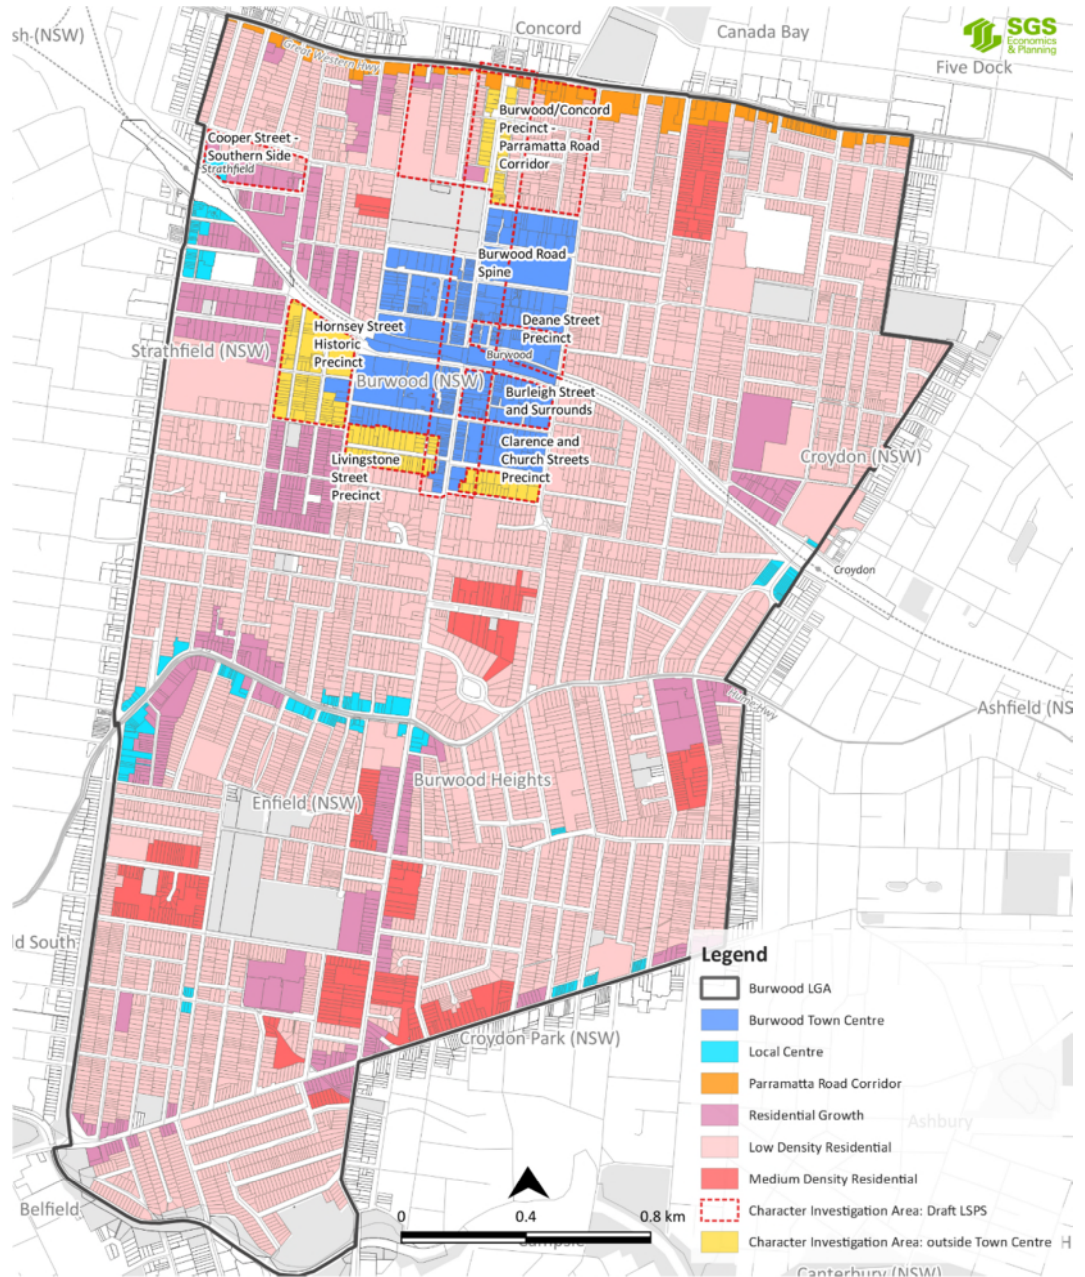 sh (NSW)
Concord
Canada Bay
SGS
Economics
& Planning
Five Dock
Great Western Hwy
Burwood/Concord
Precinct -
Parramatta Road
Corridor
Cooper Street -
Southern Side
Strathfield
Burwood Road
Spine
Hornsey Street
Historic
Precinct
Deane Street
Precinct
Burwood
Strathfield (NSW)
Burwood (NSW)
Burleigh Street
and Surrounds
Clarence and
Church Streets
Precinct
Livingstone
Street
Precinct
Croydon (NSW)
Croydon
Hume Hwy
Ashfield (NS
Burwood Heights
Enfield (NSW)
ld South
Croydon Park (NSW)
Belfield
Ashbury
Canterbury (NSW)
H
0
0.4
0.8 km
Legend
Burwood LGA
Burwood Town Centre
Local Centre
Parramatta Road Corridor
Residential Growth
Low Density Residential
Medium Density Residential
Character Investigation Area: Draft LSPS
Character Investigation Area: outside Town Centre